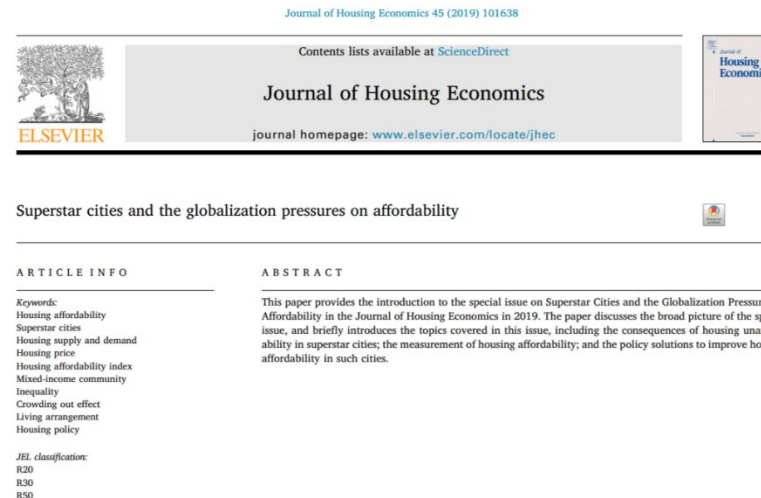 Journal of Housing Economics 45 (2019) 101638
Contents lists available at ScienceDirect
Journal of Housing Economics
journal homepage: www.elsevier.com/locate/jhec
ELSEVIER
Housing
Superstar cities and the globalization pressures on affordability
ARTICLE INFO
Keywords:
Housing affordability
Superstar cities
Housing supply and demand
Housing price
Housing affordability index
Mixed-income community
Inequality
Crowding out effect
Living arrangement
Housing policy
JEL classification:
R20
R30
R50
ABSTRACT
This paper provides the introduction to the special issue on Superstar Cities and the Globalization Pressur
Affordability in the Journal of Housing Economics in 2019. The paper discusses the broad picture of the sp
issue, and briefly introduces the topics covered in this issue, including the consequences of housing una
ability in superstar cities; the measurement of housing affordability; and the policy solutions to improve ho
affordability in such cities.